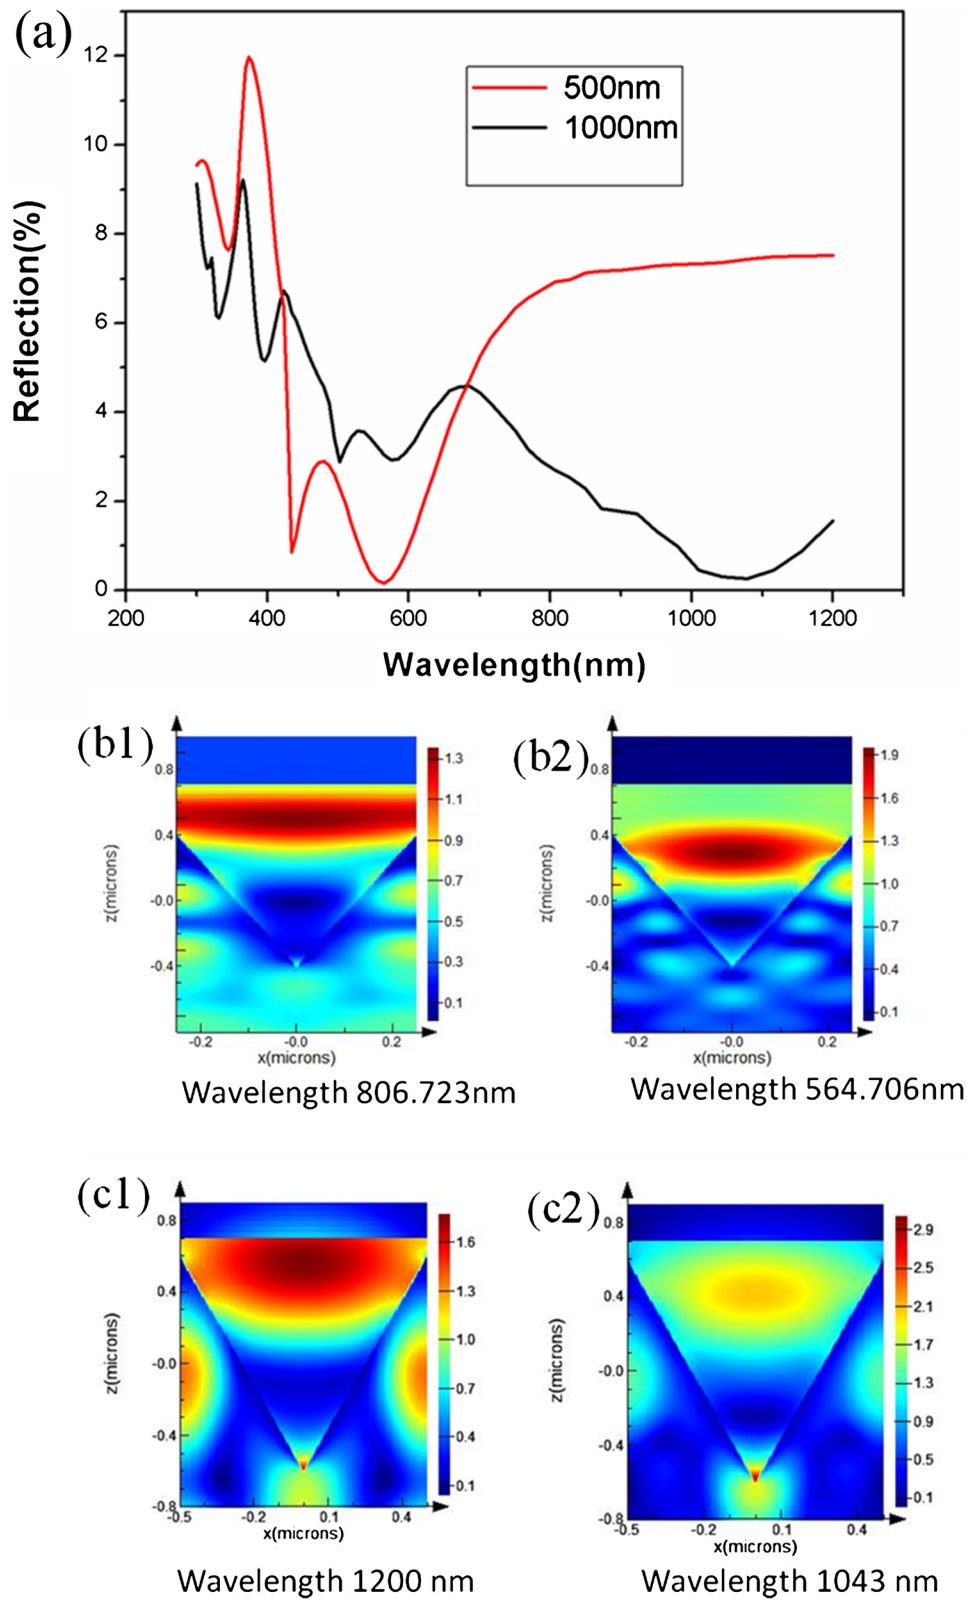 (a)
12
10
8
6
4
2
0
Reflection(%)
500nm
1000nm
200 400 600 800 1000 1200
Wavelength(nm)
(b1)
0.8
0.4
-0.0
-0.4
z(microns)
-0.2 -0.0 0.2
x(microns)
1.3
1.1
0.9
0.7
0.5
0.3
0.1
Wavelength 806.723nm
(b2)
0.8
0.4
-0.0
-0.4
z(microns)
-0.2 -0.0 0.2
x(microns)
1.9
1.6
1.3
1.0
0.7
0.4
0.1
Wavelength 564.706nm
(c1)
0.8
0.4
-0.0
-0.4
-0.8
z(microns)
-0.5 -0.2 0.1 0.4
x(microns)
1.6
1.3
1.0
0.7
0.4
0.1
Wavelength 1200 nm
(c2)
0.8
0.4
-0.0
-0.4
-0.8
z(microns)
-0.5 -0.2 0.1 0.4
x(microns)
2.9
2.5
2.1
1.7
1.3
0.9
0.5
0.1
Wavelength 1043 nm